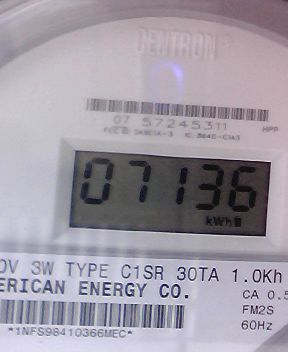 CENTRON
07 57245311 HPP
07136
kWh
0V 3W TYPE C1SR 30TA 1.0Kh
ERICAN ENERGY CO. CA 0.5
FM2S
*1NFS98410366MEC* 60Hz